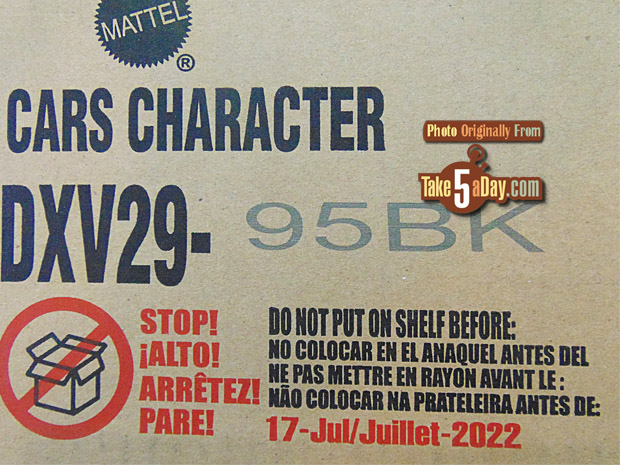 MATTEL
®
CARS CHARACTER
Photo Originally From
Take5aDay.com
DXV29- 95BK
STOP!
¡ALTO!
ARRÊTEZ!
PARE!
DO NOT PUT ON SHELF BEFORE:
NO COLOCAR EN EL ANAQUEL ANTES DEL
NE PAS METTRE EN RAYON AVANT LE :
NÃO COLOCAR NA PRATELEIRA ANTES DE:
17-Jul/Juillet-2022